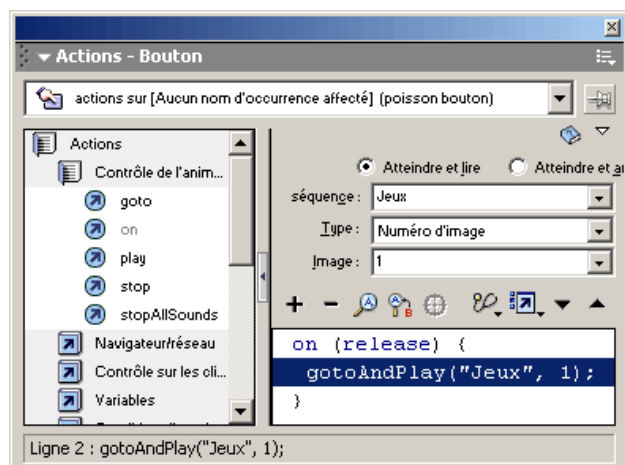 Actions - Bouton
actions sur [Aucun nom d'occurrence affecté] (poisson bouton)
Actions
Contrôle de l'anim...
goto
on
play
stop
stopAllSounds
Navigateur/réseau
Contrôle sur les cli...
Variables
Atteindre et lire
Atteindre et a
séquence : Jeux
Type : Numéro d'image
Image : 1
on (release) {
gotoAndPlay("Jeux", 1);
}
Ligne 2 : gotoAndPlay("Jeux", 1);